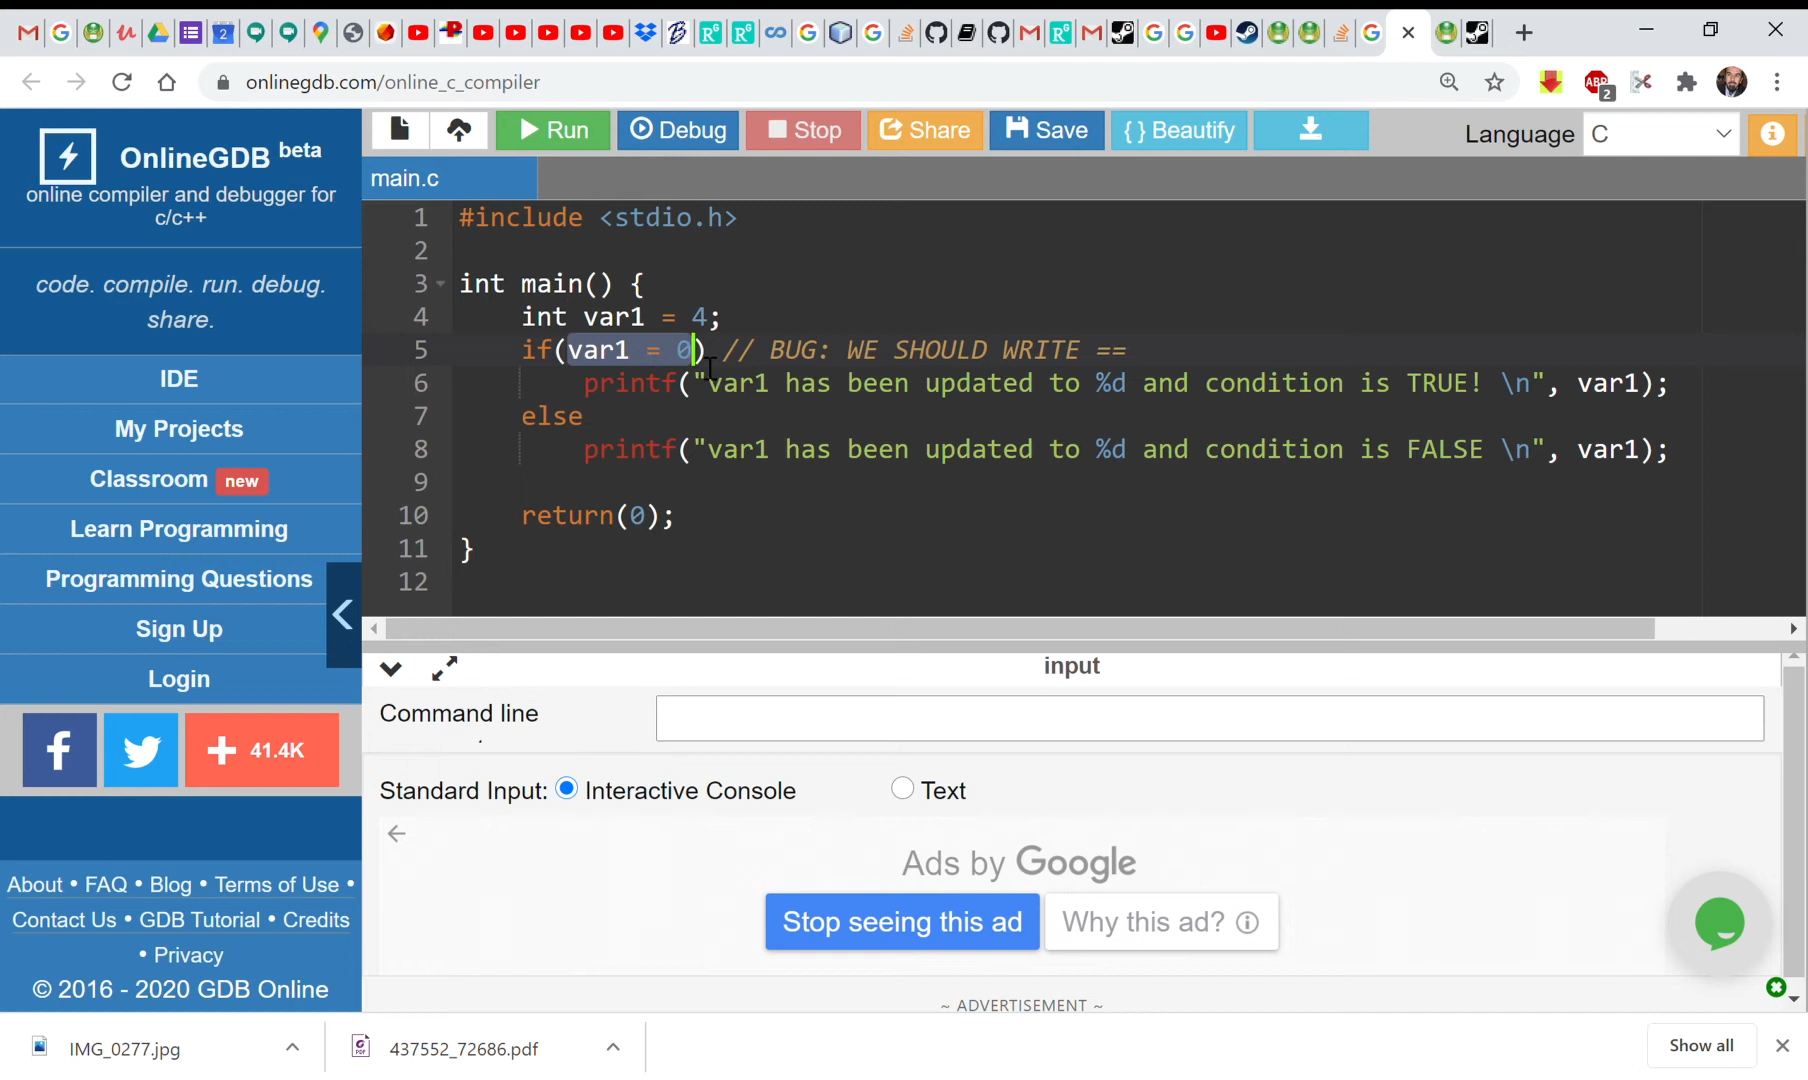 onlinegdb.com/online_c_compiler
ABP
2
OnlineGDB beta
online compiler and debugger for
c/c++
code. compile. run. debug.
share.
IDE
My Projects
Classroom new
Learn Programming
Programming Questions
Sign Up
Login
f
+ 41.4K
About • FAQ • Blog • Terms of Use •
Contact Us • GDB Tutorial • Credits
• Privacy
© 2016 - 2020 GDB Online
Run Debug Stop Share Save { } Beautify Language C
main.c
1 #include <stdio.h>
2
3 int main() {
4 int var1 = 4;
5 if(var1 = 0) // BUG: WE SHOULD WRITE ==
6 printf("var1 has been updated to %d and condition is TRUE! \n", var1);
7 else
8 printf("var1 has been updated to %d and condition is FALSE \n", var1);
9
10 return(0);
11 }
12
input
Command line
Standard Input: Interactive Console Text
Ads by Google
Stop seeing this ad Why this ad?
~ ADVERTISEMENT ~
IMG_0277.jpg 437552_72686.pdf Show all